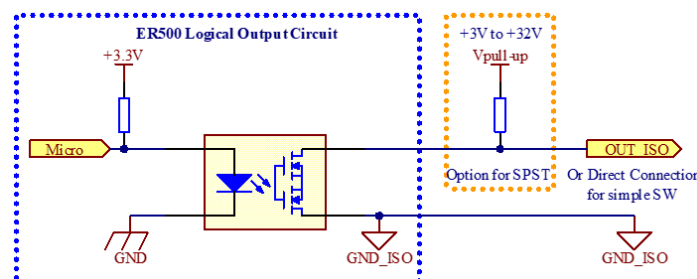 ER500 Logical Output Circuit
+3.3V
+3V to +32V
Vpull-up
Micro
OUT_ISO
Option for SPST
Or Direct Connection
for simple SW
GND
GND_ISO
GND_ISO